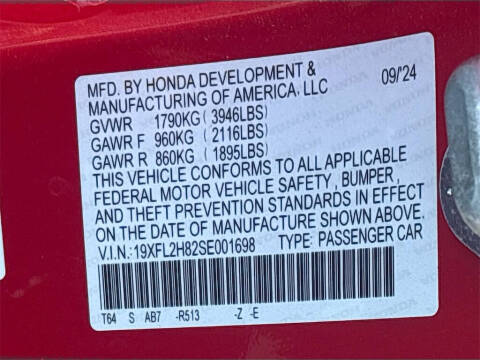 MFD. BY HONDA DEVELOPMENT & 09/'24
MANUFACTURING OF AMERICA, LLC
GVWR 1790KG ( 3946LBS)
GAWR F 960KG ( 2116LBS)
GAWR R 860KG ( 1895LBS)
THIS VEHICLE CONFORMS TO ALL APPLICABLE
FEDERAL MOTOR VEHICLE SAFETY , BUMPER,
AND THEFT PREVENTION STANDARDS IN EFFECT
ON THE DATE OF MANUFACTURE SHOWN ABOVE.
V.I.N.: 19XFL2H82SE001698 TYPE: PASSENGER CAR
T64 S AB7 -R513 -Z -E